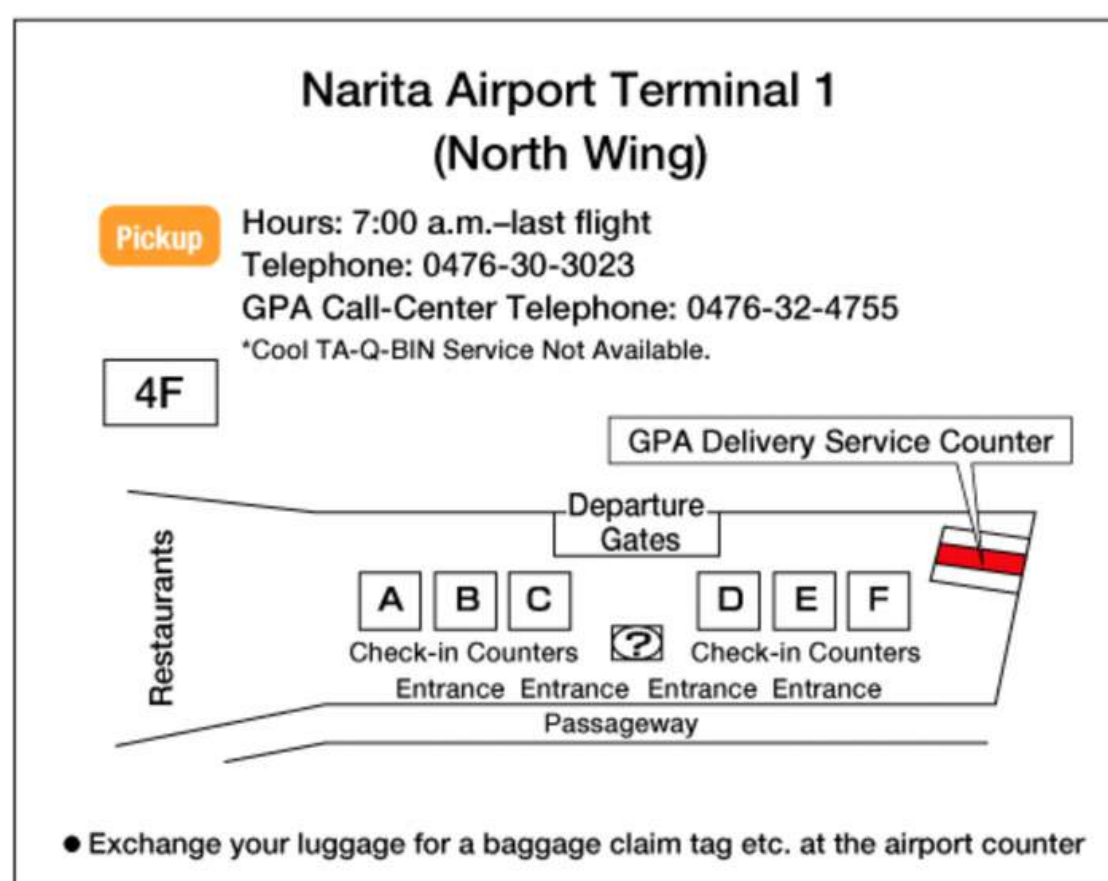 Narita Airport Terminal 1
(North Wing)
Pickup
Hours: 7:00 a.m.–last flight
Telephone: 0476-30-3023
GPA Call-Center Telephone: 0476-32-4755
*Cool TA-Q-BIN Service Not Available.
4F
GPA Delivery Service Counter
Departure
Gates
Restaurants
A B C D E F
?
Check-in Counters Check-in Counters
Entrance Entrance Entrance Entrance
Passageway
● Exchange your luggage for a baggage claim tag etc. at the airport counter